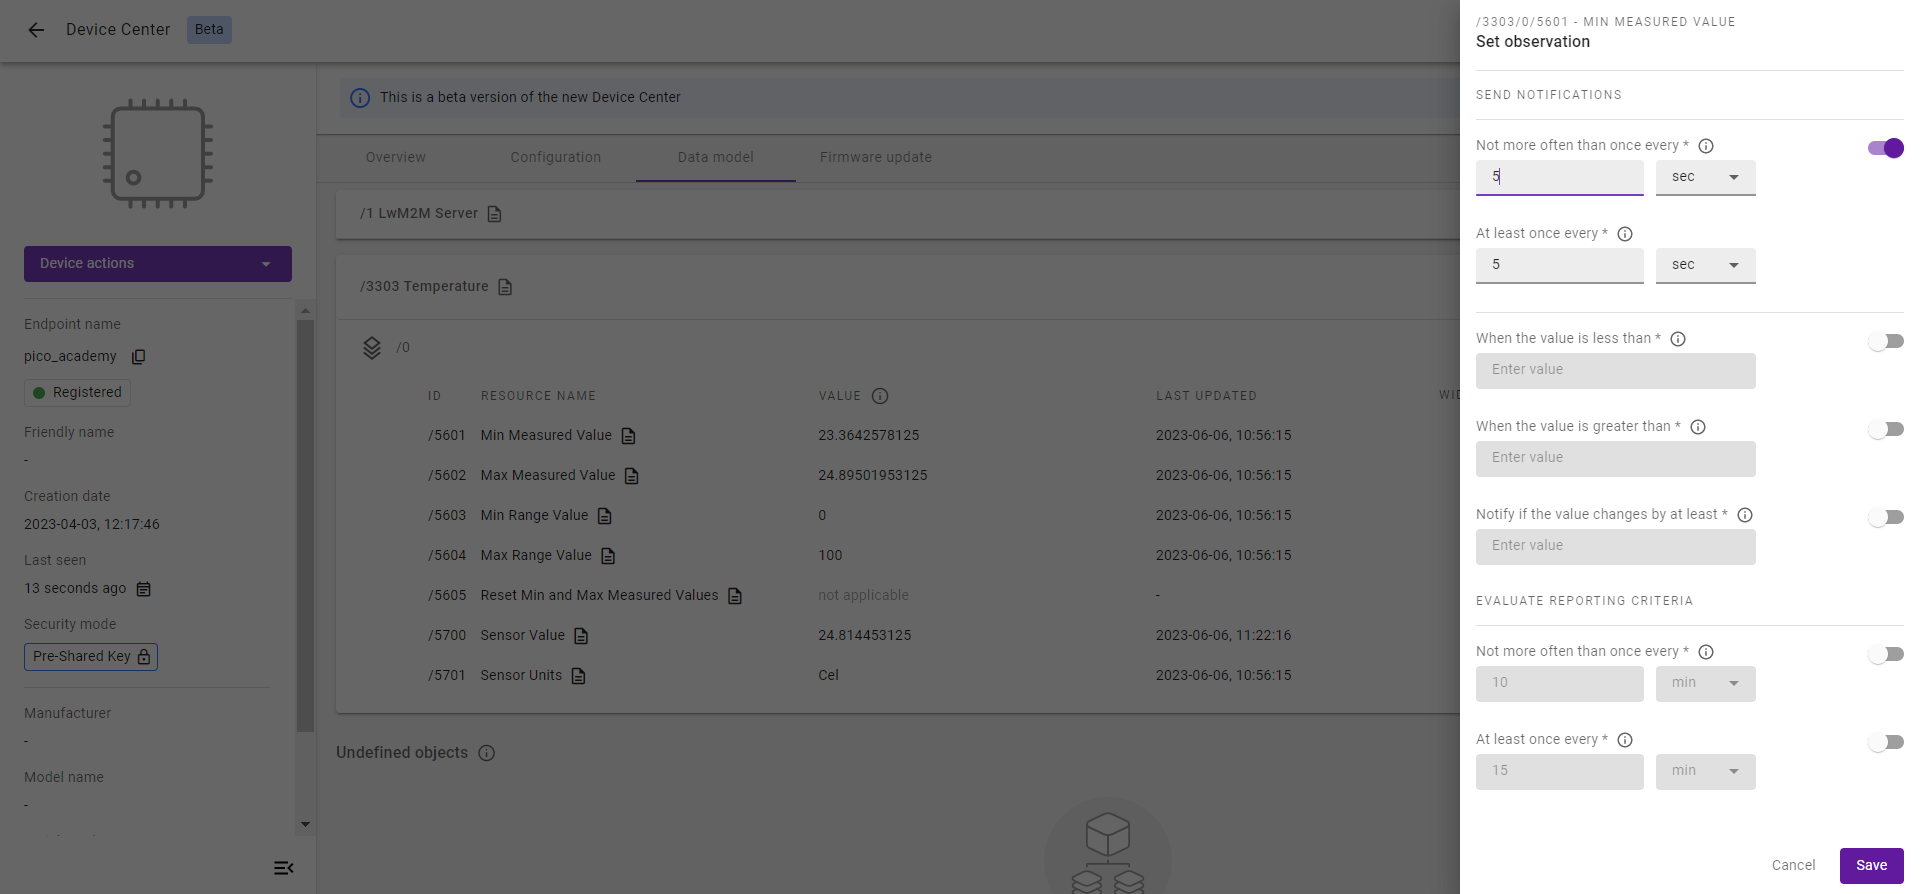 Device Center Beta
This is a beta version of the new Device Center
Overview Configuration Data model Firmware update
Device actions
Endpoint name
pico_academy
Registered
Friendly name
-
Creation date
2023-04-03, 12:17:46
Last seen
13 seconds ago
Security mode
Pre-Shared Key
Manufacturer
-
Model name
-
/1 LwM2M Server
/3303 Temperature
/0
ID RESOURCE NAME VALUE LAST UPDATED
/5601 Min Measured Value 23.3642578125 2023-06-06, 10:56:15
/5602 Max Measured Value 24.89501953125 2023-06-06, 10:56:15
/5603 Min Range Value 0 2023-06-06, 10:56:15
/5604 Max Range Value 100 2023-06-06, 10:56:15
/5605 Reset Min and Max Measured Values not applicable -
/5700 Sensor Value 24.814453125 2023-06-06, 11:22:16
/5701 Sensor Units Cel 2023-06-06, 10:56:15
Undefined objects
/3303/0/5601 - MIN MEASURED VALUE
Set observation
SEND NOTIFICATIONS
Not more often than once every *
5 sec
At least once every *
5 sec
When the value is less than *
Enter value
When the value is greater than *
Enter value
Notify if the value changes by at least *
Enter value
EVALUATE REPORTING CRITERIA
Not more often than once every *
10 min
At least once every *
15 min
Cancel Save